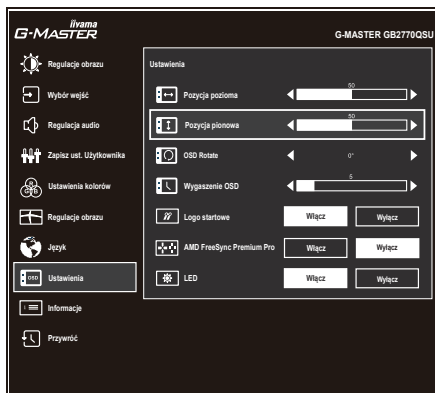 iiyama
G-MASTER
G-MASTER GB2770QSU
Regulacje obrazu
Wybór wejść
Regulacja audio
Zapisz ust. Użytkownika
Ustawienia kolorów
R
G B
Regulacje obrazu
Język
OSD
Ustawienia
Informacje
Przywróć
Ustawienia
Pozycja pozioma
50
Pozycja pionowa
50
OSD Rotate
0°
Wygaszenie OSD
5
Logo startowe
Włącz
Wyłącz
AMD FreeSync Premium Pro
Włącz
Wyłącz
LED
Włącz
Wyłącz